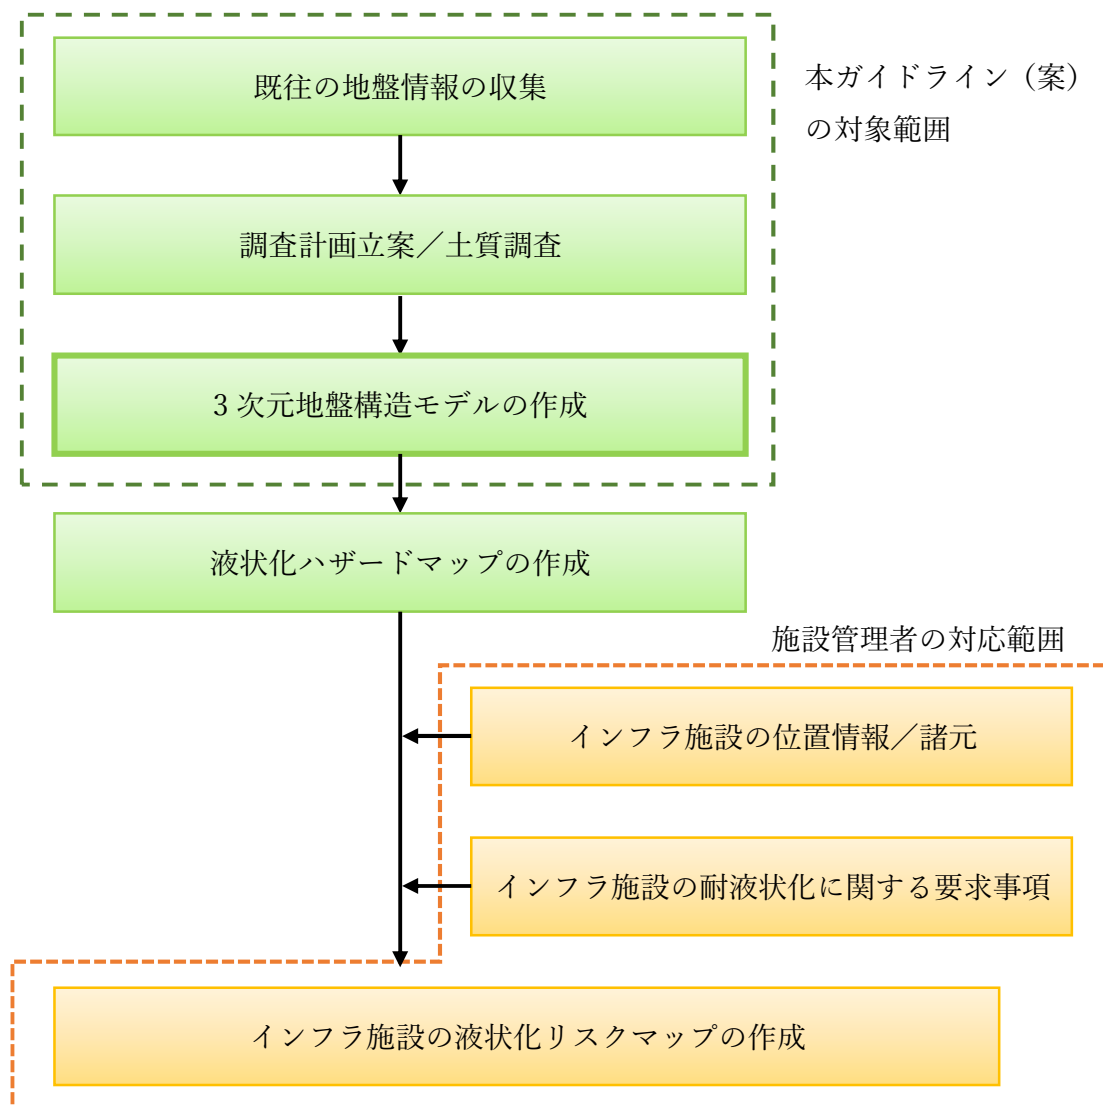 既往の地盤情報の収集
本ガイドライン（案）
の対象範囲
調査計画立案／土質調査
3 次元地盤構造モデルの作成
液状化ハザードマップの作成
施設管理者の対応範囲
インフラ施設の位置情報／諸元
インフラ施設の耐液状化に関する要求事項
インフラ施設の液状化リスクマップの作成